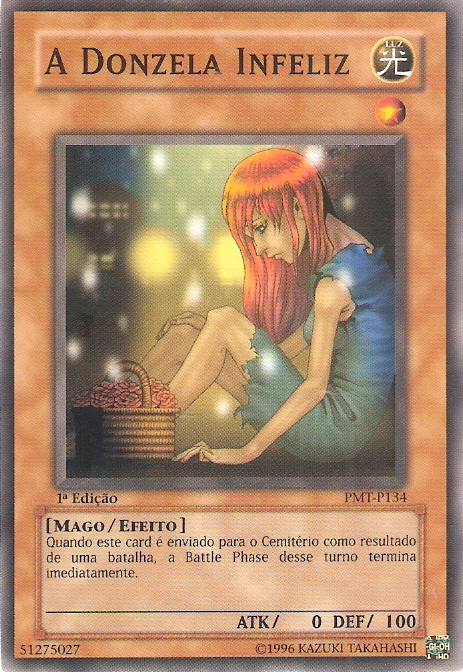 A DONZELA INFELIZ
LUZ
光
1ª Edição
PMT-P134
[MAGO/EFEITO]
Quando este card é enviado para o Cemitério como resultado
de uma batalha, a Battle Phase desse turno termina
imediatamente.
ATK/ 0 DEF/ 100
51275027
©1996 KAZUKI TAKAHASHI